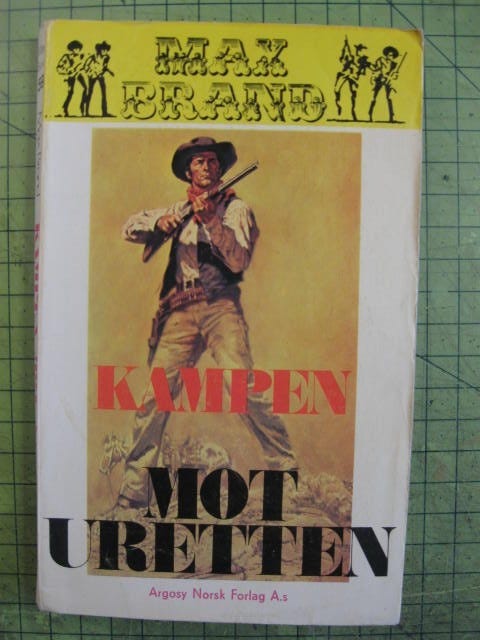 MAX
BRAND
KAMPEN
MOT
URETTEN
Argosy Norsk Forlag A.s